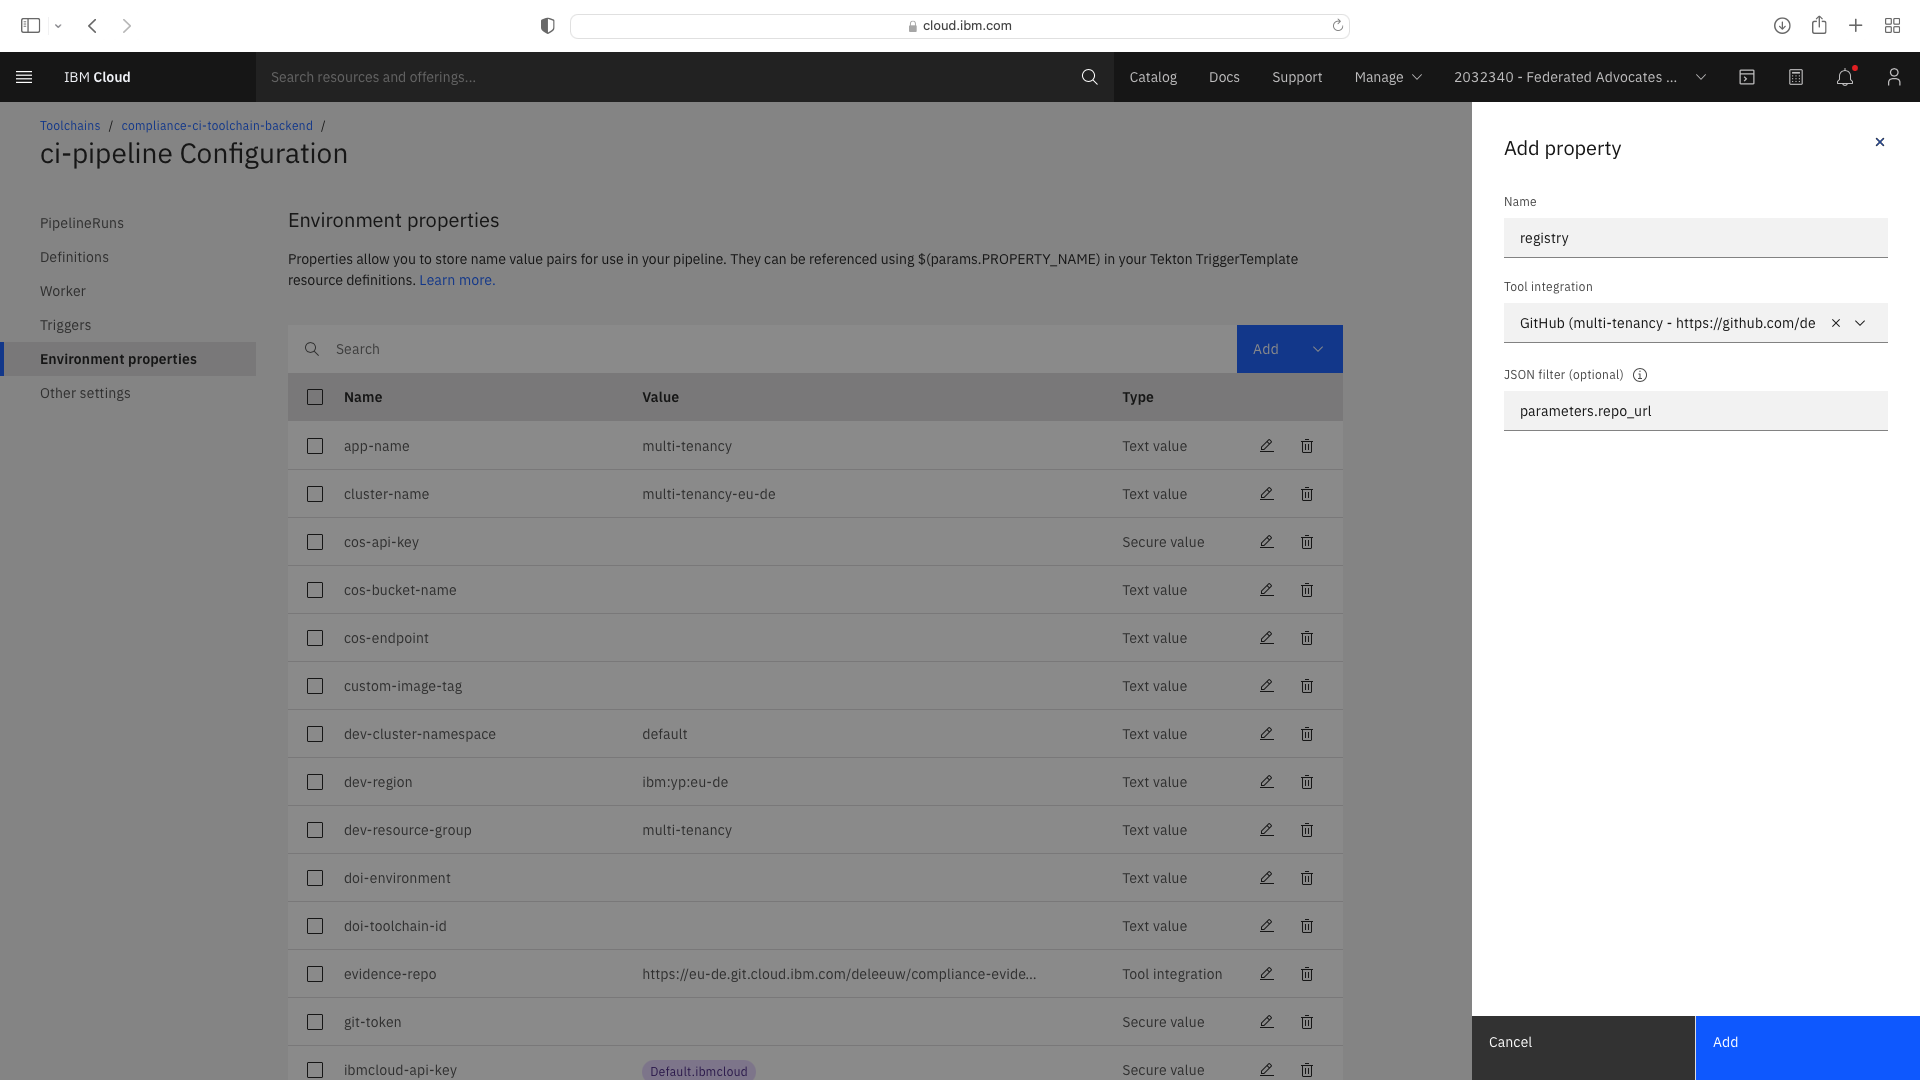 cloud.ibm.com
IBM Cloud
Search resources and offerings...
Catalog
Docs
Support
Manage
2032340 - Federated Advocates ...
Toolchains / compliance-ci-toolchain-backend /
ci-pipeline Configuration
PipelineRuns
Definitions
Worker
Triggers
Environment properties
Other settings
Environment properties
Properties allow you to store name value pairs for use in your pipeline. They can be referenced using $(params.PROPERTY_NAME) in your Tekton TriggerTemplate
resource definitions. Learn more.
Search
Add
Name Value Type
app-name multi-tenancy Text value
cluster-name multi-tenancy-eu-de Text value
cos-api-key Secure value
cos-bucket-name Text value
cos-endpoint Text value
custom-image-tag Text value
dev-cluster-namespace default Text value
dev-region ibm:yp:eu-de Text value
dev-resource-group multi-tenancy Text value
doi-environment Text value
doi-toolchain-id Text value
evidence-repo https://eu-de.git.cloud.ibm.com/deleeuw/compliance-evide... Tool integration
git-token Secure value
ibmcloud-api-key Default.ibmcloud Secure value
Add property
Name
registry
Tool integration
GitHub (multi-tenancy - https://github.com/de
JSON filter (optional)
parameters.repo_url
Cancel
Add